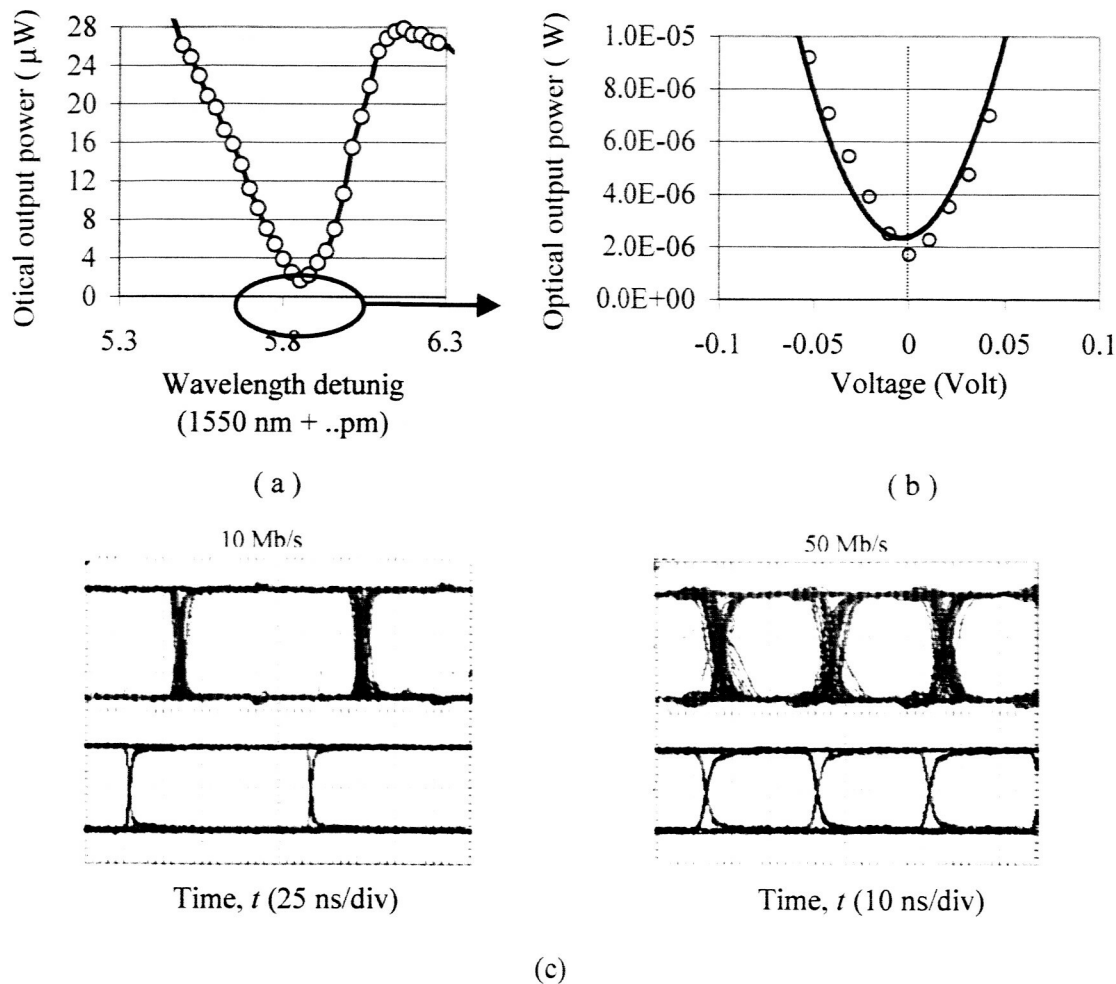 Otical output power ( μW)
28
24
20
16
12
8
4
0
5.3
5.8
6.3
Wavelength detunig
(1550 nm + ..pm)
( a )
Optical output power ( W)
1.0E-05
8.0E-06
6.0E-06
4.0E-06
2.0E-06
0.0E+00
-0.1
-0.05
0
0.05
0.1
Voltage (Volt)
( b )
10 Mb/s
50 Mb/s
Time, t (25 ns/div)
Time, t (10 ns/div)
(c)